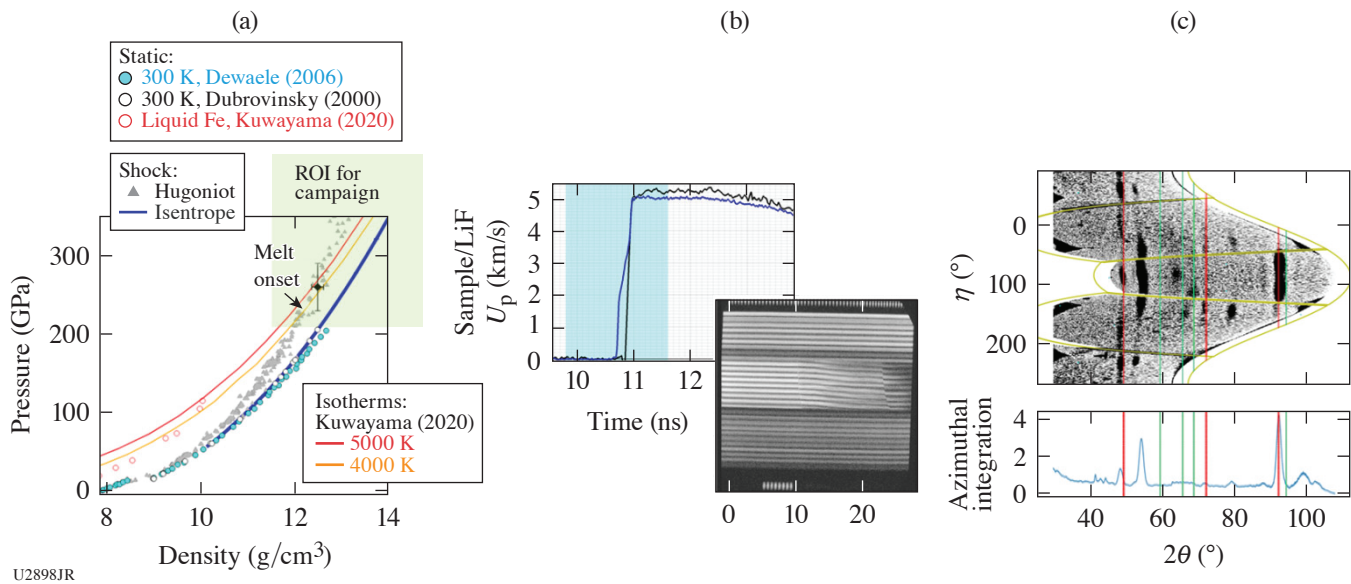 (a)
Static:
300 K, Dewaele (2006)
300 K, Dubrovinsky (2000)
Liquid Fe, Kuwayama (2020)
Shock:
Hugoniot
Isentrope
ROI for
campaign
Melt
onset
Isotherms:
Kuwayama (2020)
5000 K
4000 K
Pressure (GPa)
300
200
100
0
8
10
12
14
Density (g/cm³)
U2898JR
(b)
Sample/LiF
Up (km/s)
5
4
3
2
1
0
10
11
12
Time (ns)
0
10
20
(c)
η (°)
0
100
200
Azimuthal
integration
4
2
0
40
60
80
100
2θ (°)